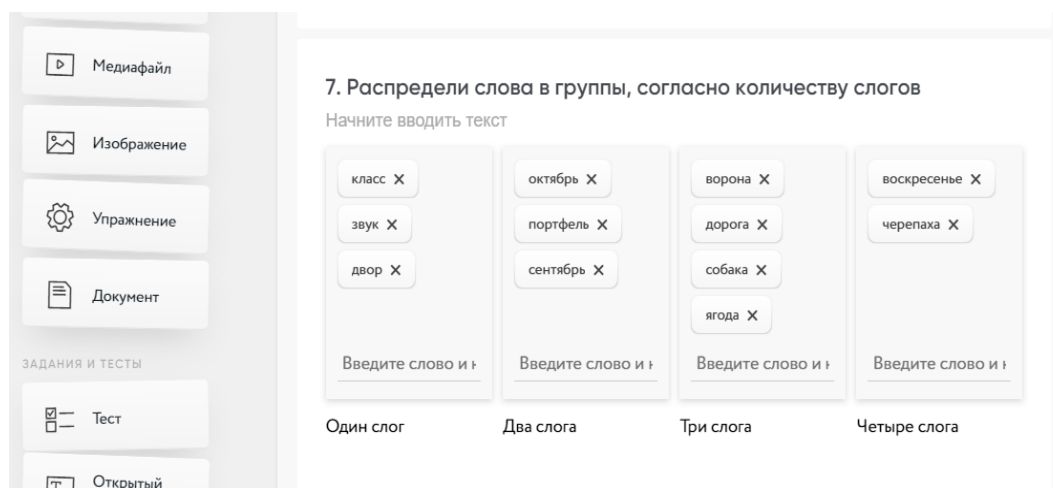 Медиафайл
Изображение
Упражнение
Документ
ЗАДАНИЯ И ТЕСТЫ
Тест
Открытый
7. Распредели слова в группы, согласно количеству слогов
Начните вводить текст
класс X
звук X
двор X
Введите слово и н
Один слог
октябрь X
портфель X
сентябрь X
Введите слово и н
Два слога
ворона X
дорога X
собака X
ягода X
Введите слово и н
Три слога
воскресенье X
черепаха X
Введите слово и н
Четыре слога